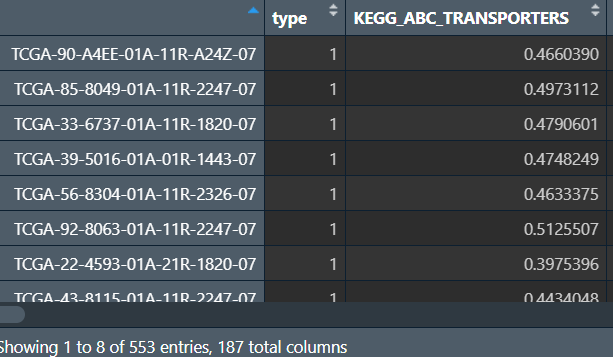 type KEGG_ABC_TRANSPORTERS
TCGA-90-A4EE-01A-11R-A24Z-07 1 0.4660390
TCGA-85-8049-01A-11R-2247-07 1 0.4973112
TCGA-33-6737-01A-11R-1820-07 1 0.4790601
TCGA-39-5016-01A-01R-1443-07 1 0.4748249
TCGA-56-8304-01A-11R-2326-07 1 0.4633375
TCGA-92-8063-01A-11R-2247-07 1 0.5125507
TCGA-22-4593-01A-21R-1820-07 1 0.3975396
TCGA-43-8115-01A-11R-2247-07 1 0.4434048
Showing 1 to 8 of 553 entries, 187 total columns